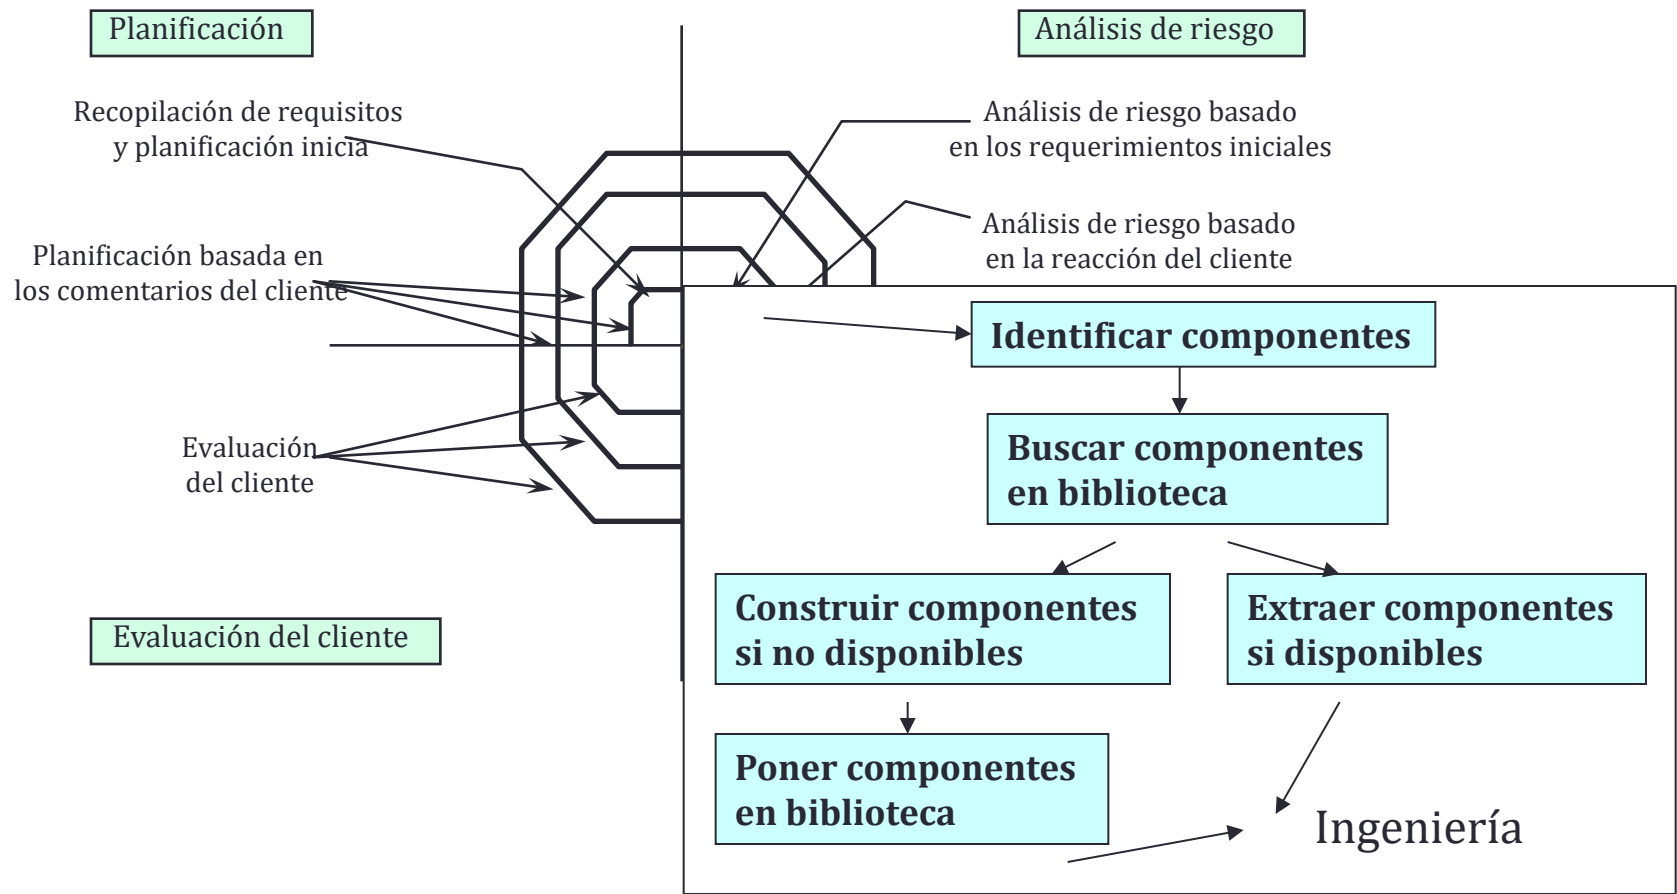 Planificación
Análisis de riesgo
Recopilación de requisitos
y planificación inicia
Análisis de riesgo basado
en los requerimientos iniciales
Análisis de riesgo basado
en la reacción del cliente
Planificación basada en
los comentarios del cliente
Identificar componentes
Buscar componentes
en biblioteca
Evaluación
del cliente
Construir componentes
si no disponibles
Extraer componentes
si disponibles
Evaluación del cliente
Poner componentes
en biblioteca
Ingeniería